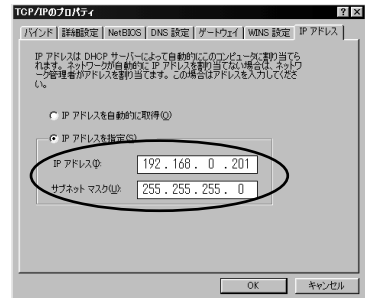 TCP/IPのプロパティ
バインド 詳細設定 NetBIOS DNS 設定 ゲートウェイ WINS 設定 IP アドレス
IP アドレスは DHCP サーバーによって自動的にこのコンピュータに割り当てら
れます。ネットワークが自動的に IP アドレスを割り当てない場合は、ネットワ
ーク管理者がアドレスを割り当てます。この場合はアドレスを入力してくださ
い。
IP アドレスを自動的に取得(O)
IP アドレスを指定(S)
IP アドレス(I): 192 . 168 . 0 . 201
サブネット マスク(U): 255 . 255 . 255 . 0
OK キャンセル